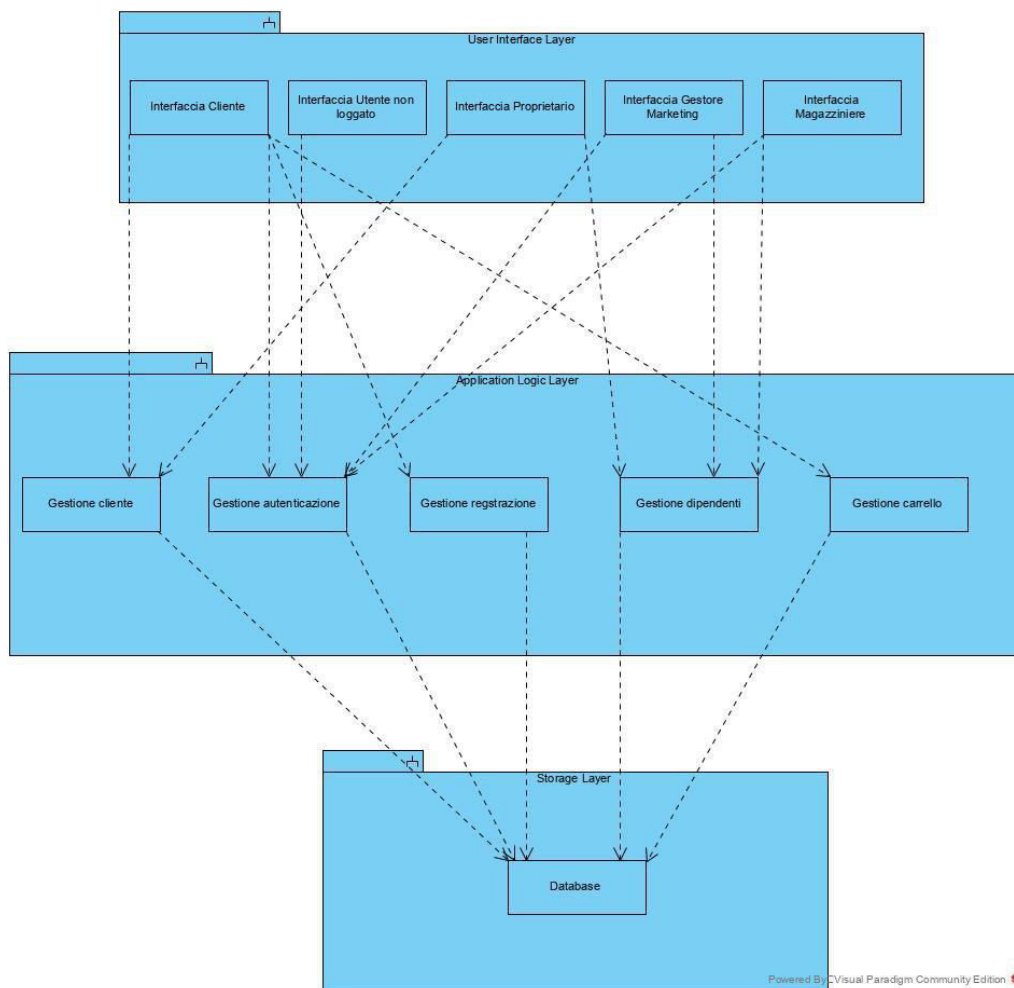 User Interface Layer
Interfaccia Cliente
Interfaccia Utente non
loggato
Interfaccia Proprietario
Interfaccia Gestore
Marketing
Interfaccia
Magazziniere
Application Logic Layer
Gestione cliente
Gestione autenticazione
Gestione regstrazione
Gestione dipendenti
Gestione carrello
Storage Layer
Database
Powered By Visual Paradigm Community Edition